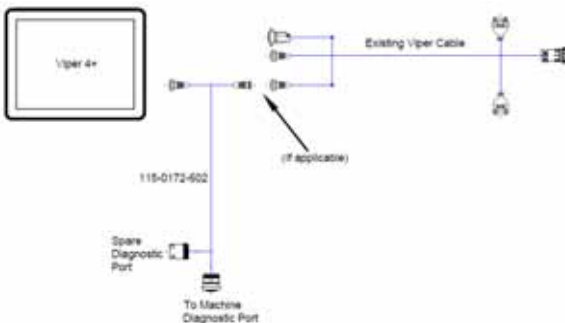 Viper 4+
Existing Viper Cable
(If applicable)
115-0172-602
Spare
Diagnostic
Port
To Machine
Diagnostic Port